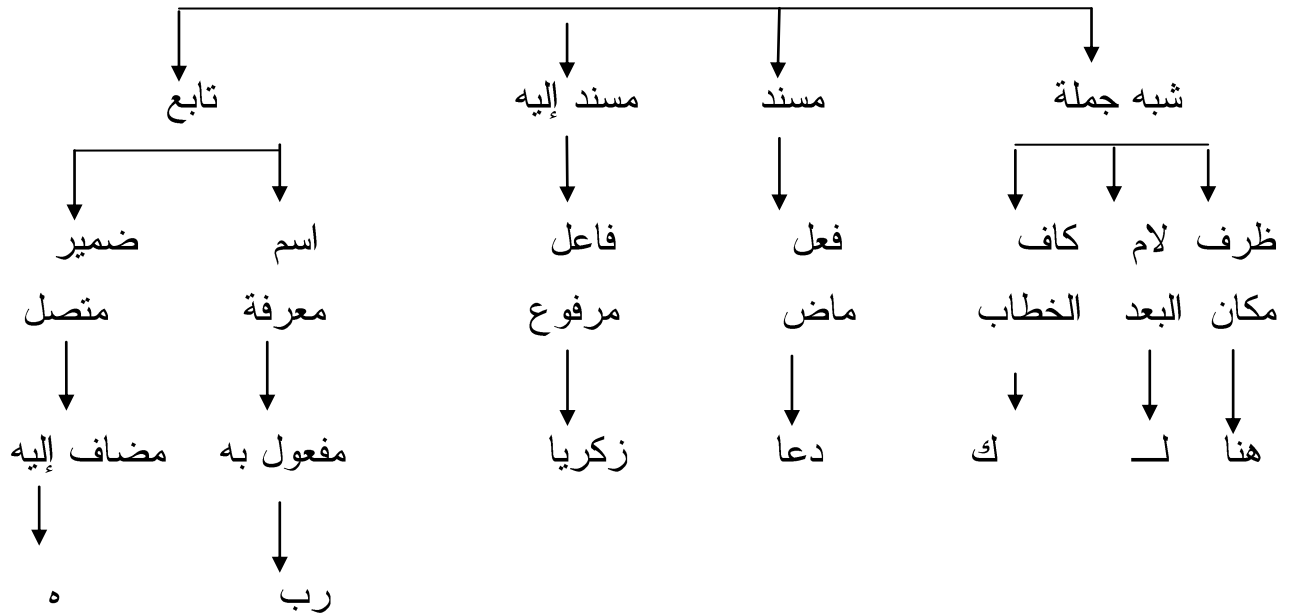 شبه جملة مسند مسند إليه تابع
ظرف لام كاف فعل فاعل اسم ضمير
مكان البعد الخطاب ماض مرفوع معرفة متصل
هنا لـــ ك دعا زكريا مفعول به مضاف إليه
رب ه